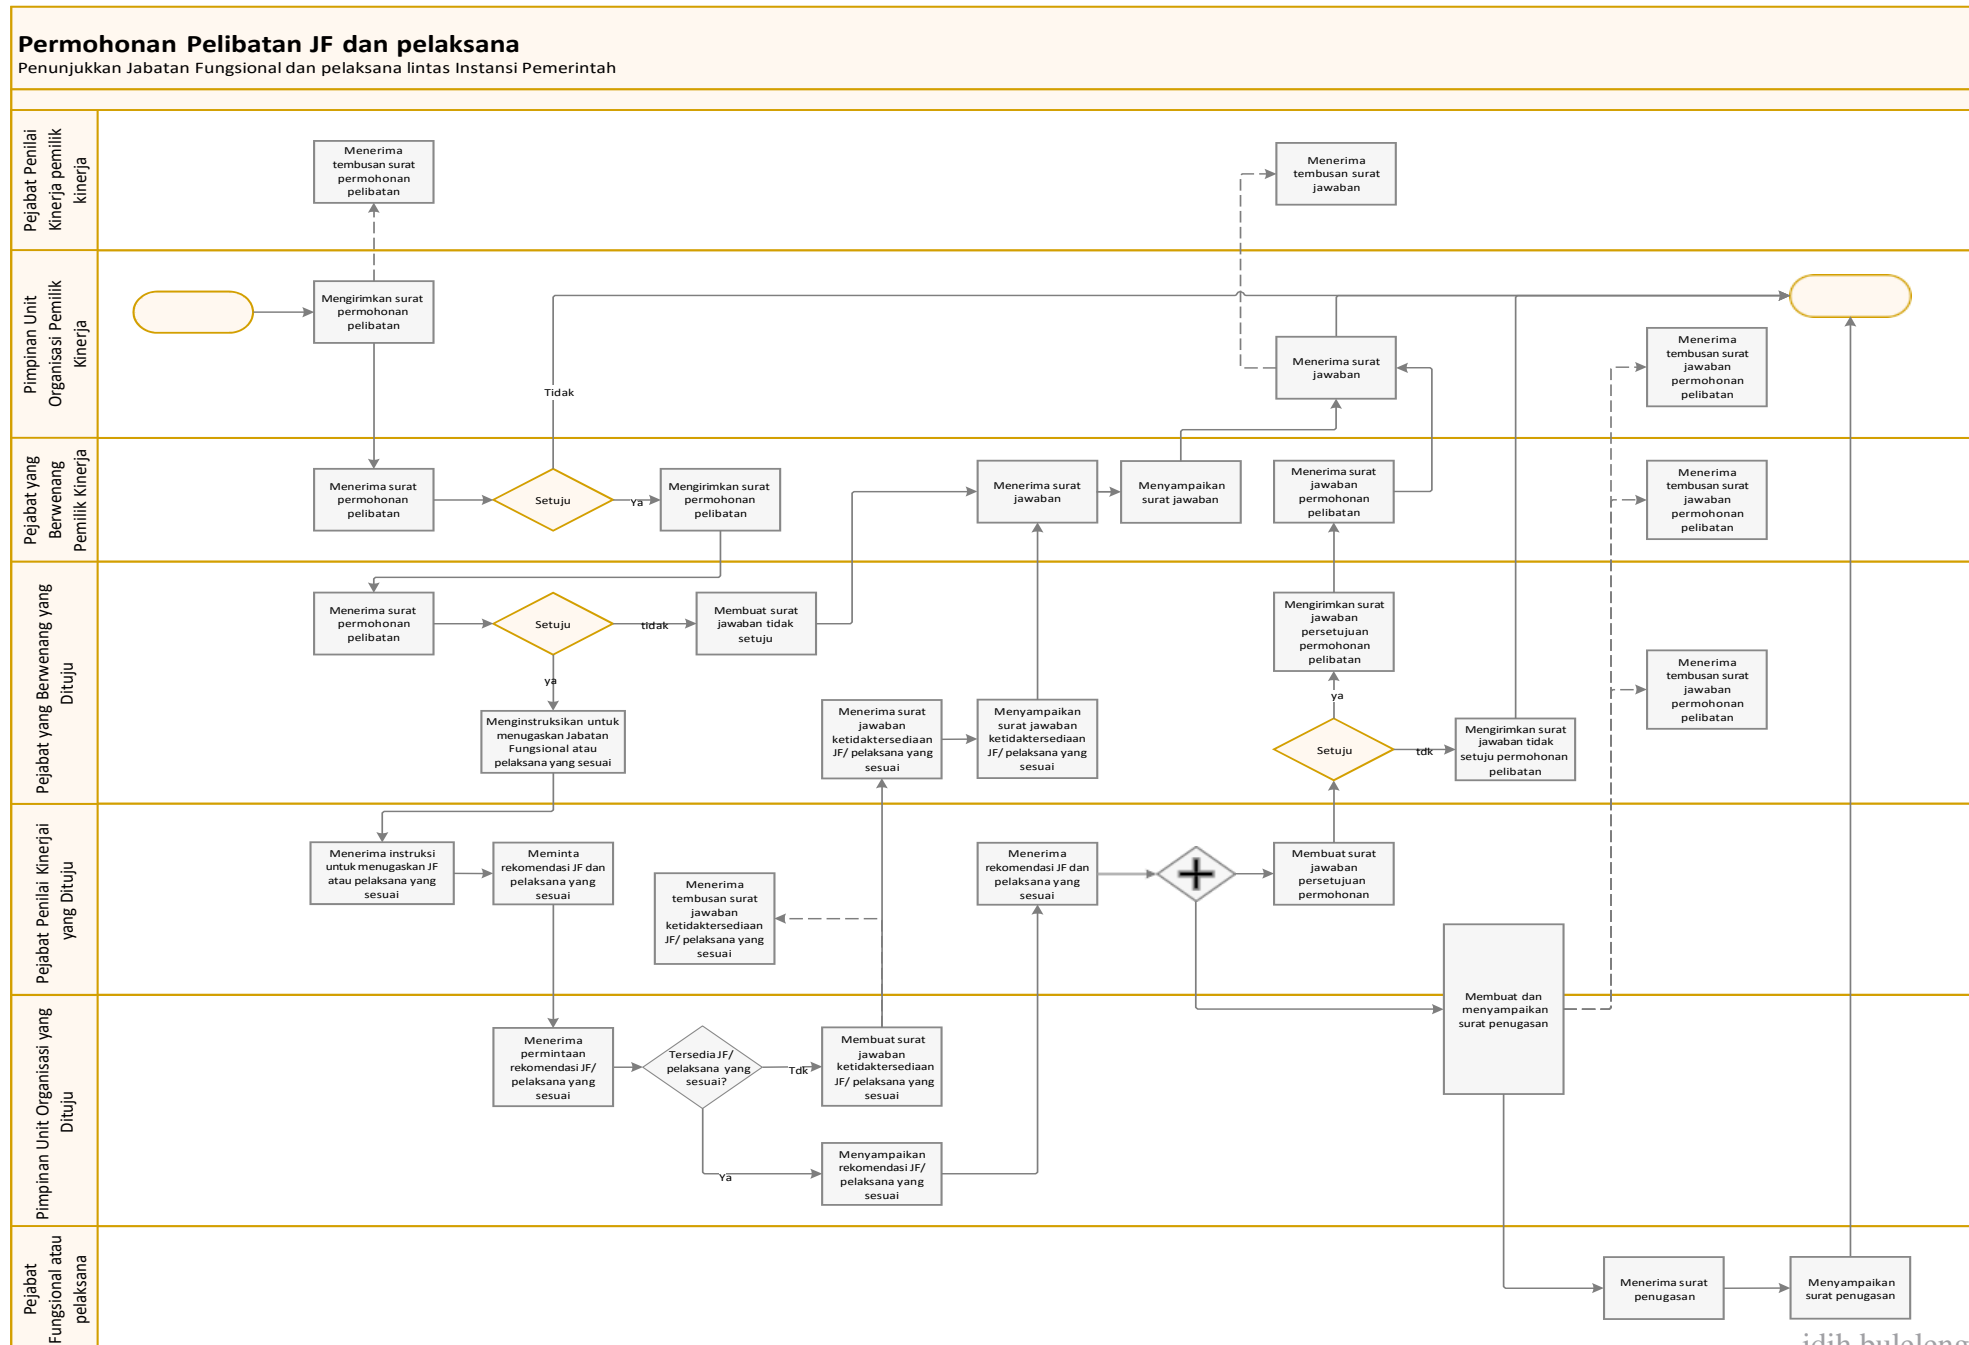 Permohonan Pelibatan JF dan pelaksana
Penunjukkan Jabatan Fungsional dan pelaksana lintas Instansi Pemerintah
Pejabat Penilai
Kinerja pemilik
kinerja
Menerima
tembusan surat
permohonan
pelibatan
Menerima
tembusan surat
jawaban
Pimpinan Unit
Organisasi Pemilik
Kinerja
Mengirimkan surat
permohonan
pelibatan
Tidak
Menerima surat
jawaban
Menerima
tembusan surat
jawaban
permohonan
pelibatan
Pejabat yang
Berwenang
Pemilik Kinerja
Menerima surat
permohonan
pelibatan
Setuju
Ya
Mengirimkan surat
permohonan
pelibatan
Menerima surat
jawaban
Menyampaikan
surat jawaban
Menerima surat
jawaban
permohonan
pelibatan
Menerima
tembusan surat
jawaban
permohonan
pelibatan
Pejabat yang Berwenang yang
Dituju
Menerima surat
permohonan
pelibatan
Setuju
tidak
Membuat surat
jawaban tidak
setuju
ya
Menginstruksikan untuk
menugaskan Jabatan
Fungsional atau
pelaksana yang sesuai
Menerima surat
jawaban
ketidaktersediaan
JF/ pelaksana yang
sesuai
Menyampaikan
surat jawaban
ketidaktersediaan
JF/ pelaksana yang
sesuai
Mengirimkan surat
jawaban
persetujuan
permohonan
pelibatan
ya
Setuju
tdk
Mengirimkan surat
jawaban tidak
setuju permohonan
pelibatan
Menerima
tembusan surat
jawaban
permohonan
pelibatan
Pejabat Penilai Kinerjai
yang Dituju
Menerima instruksi
untuk menugaskan JF
atau pelaksana yang
sesuai
Meminta
rekomendasi JF dan
pelaksana yang
sesuai
Menerima
tembusan surat
jawaban
ketidaktersediaan
JF/ pelaksana yang
sesuai
Menerima
rekomendasi JF dan
pelaksana yang
sesuai
Membuat surat
jawaban
persetujuan
permohonan
Membuat dan
menyampaikan
surat penugasan
Pimpinan Unit Organisasi yang
Dituju
Menerima
permintaan
rekomendasi JF/
pelaksana yang
sesuai
Tersedia JF/
pelaksana yang
sesuai?
Tdk
Membuat surat
jawaban
ketidaktersediaan
JF/ pelaksana yang
sesuai
Ya
Menyampaikan
rekomendasi JF/
pelaksana yang
sesuai
Pejabat
Fungsional atau
pelaksana
Menerima surat
penugasan
Menyampaikan
surat penugasan